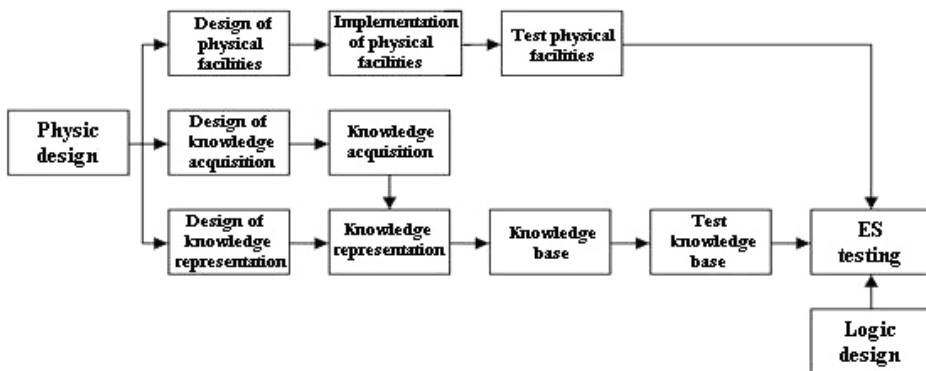 Design of
physical
facilities
Implementation
of physical
facilities
Test physical
facilities
Physic
design
Design of
knowledge
acquisition
Knowledge
acquisition
Design of
knowledge
representation
Knowledge
representation
Knowledge
base
Test
knowledge
base
ES
testing
Logic
design